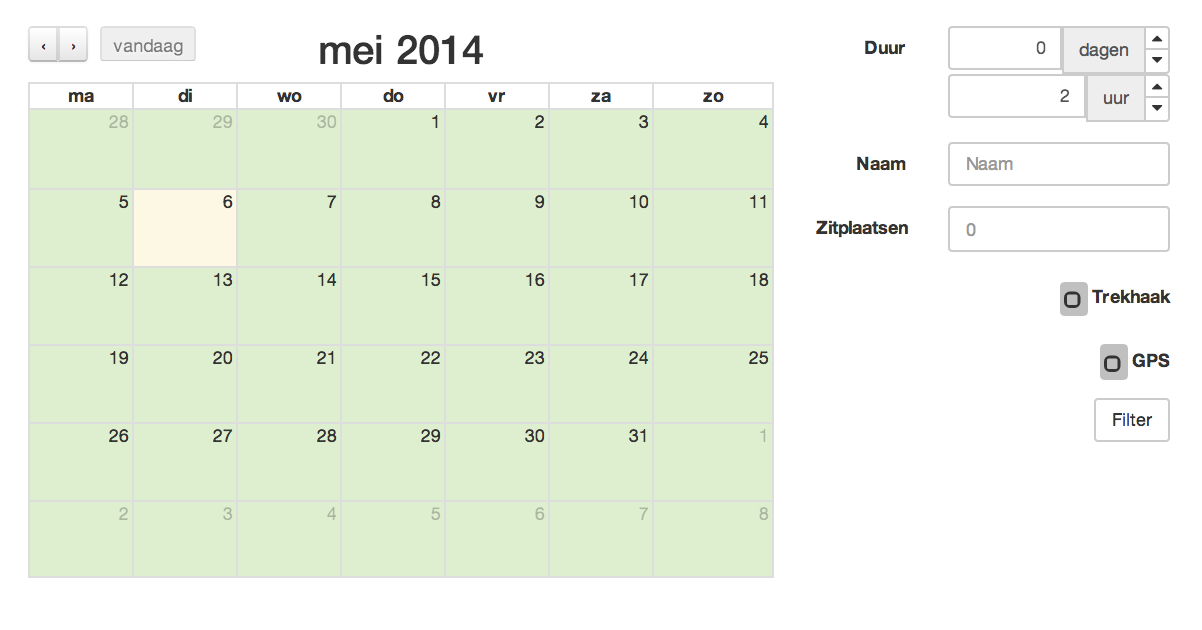 ‹ › vandaag mei 2014
ma di wo do vr za zo
28 29 30 1 2 3 4
5 6 7 8 9 10 11
12 13 14 15 16 17 18
19 20 21 22 23 24 25
26 27 28 29 30 31 1
2 3 4 5 6 7 8
Duur 0 dagen
2 uur
Naam Naam
Zitplaatsen 0
Trekhaak
GPS
Filter